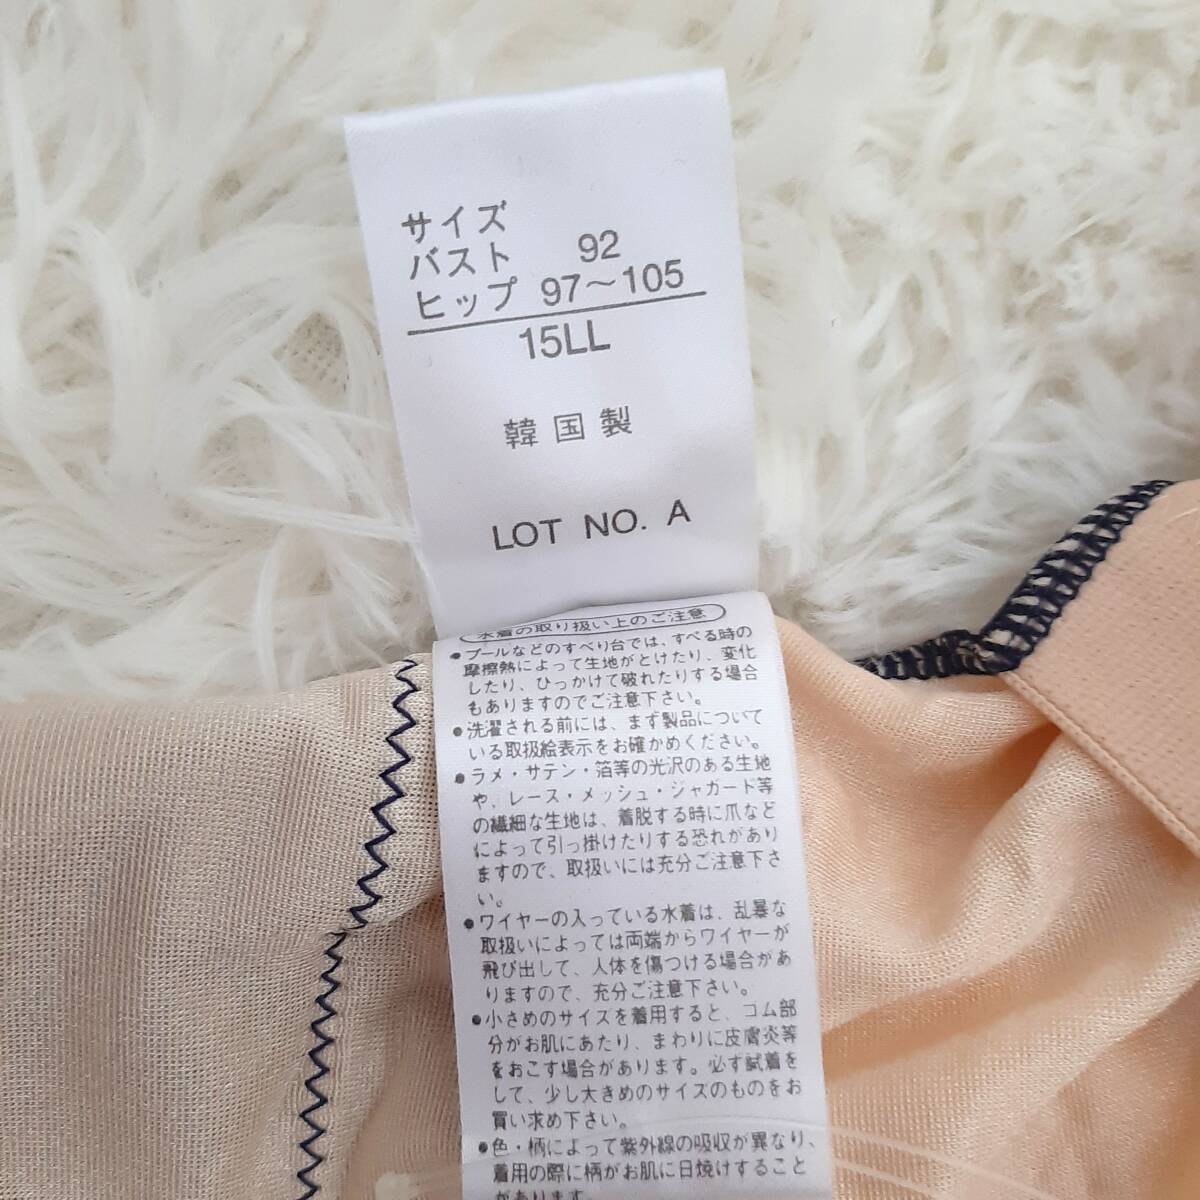 サイズ
バスト 92
ヒップ 97～105
15LL
韓国製
LOT NO. A
水着の取り扱い上のご注意
●プールなどのすべり台では、すべる時の
摩擦熱によって生地がとけたり、変化
したり、ひっかけて破れたりする場合
もありますのでご注意下さい。
●洗濯される前には、まず製品について
いる取扱絵表示をお確かめください。
●ラメ・サテン・箔等の光沢のある生地
や、レース・メッシュ・ジャガード等
の繊細な生地は、着脱する時に爪など
によって引っ掛けたりする恐れがあり
ますので、取扱いには充分ご注意下さ
い。
●ワイヤーの入っている水着は、乱暴な
取扱いによっては両端からワイヤーが
飛び出して、人体を傷つける場合があ
りますので、充分ご注意下さい。
●小さめのサイズを着用すると、ゴム部
分がお肌にあたり、まわりに皮膚炎等
をおこす場合があります。必ず試着を
して、少し大きめのサイズのものをお
買い求め下さい。
●色・柄によって紫外線の吸収が異なり、
着用の際に柄がお肌に日焼けすること
があります。